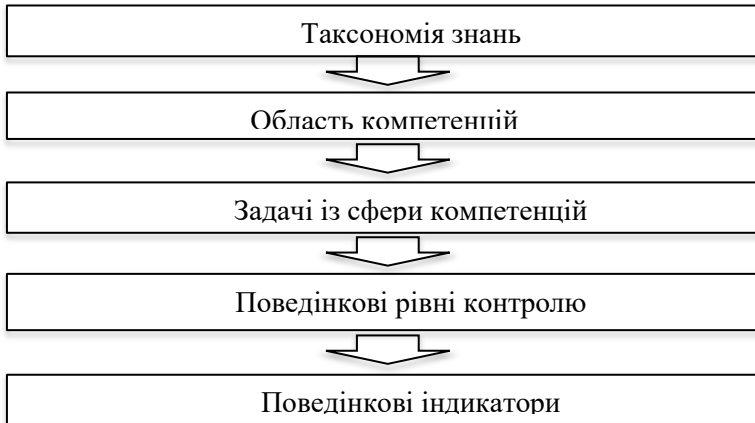 Таксономія знань
Область компетенцій
Задачі із сфери компетенцій
Поведінкові рівні контролю
Поведінкові індикатори